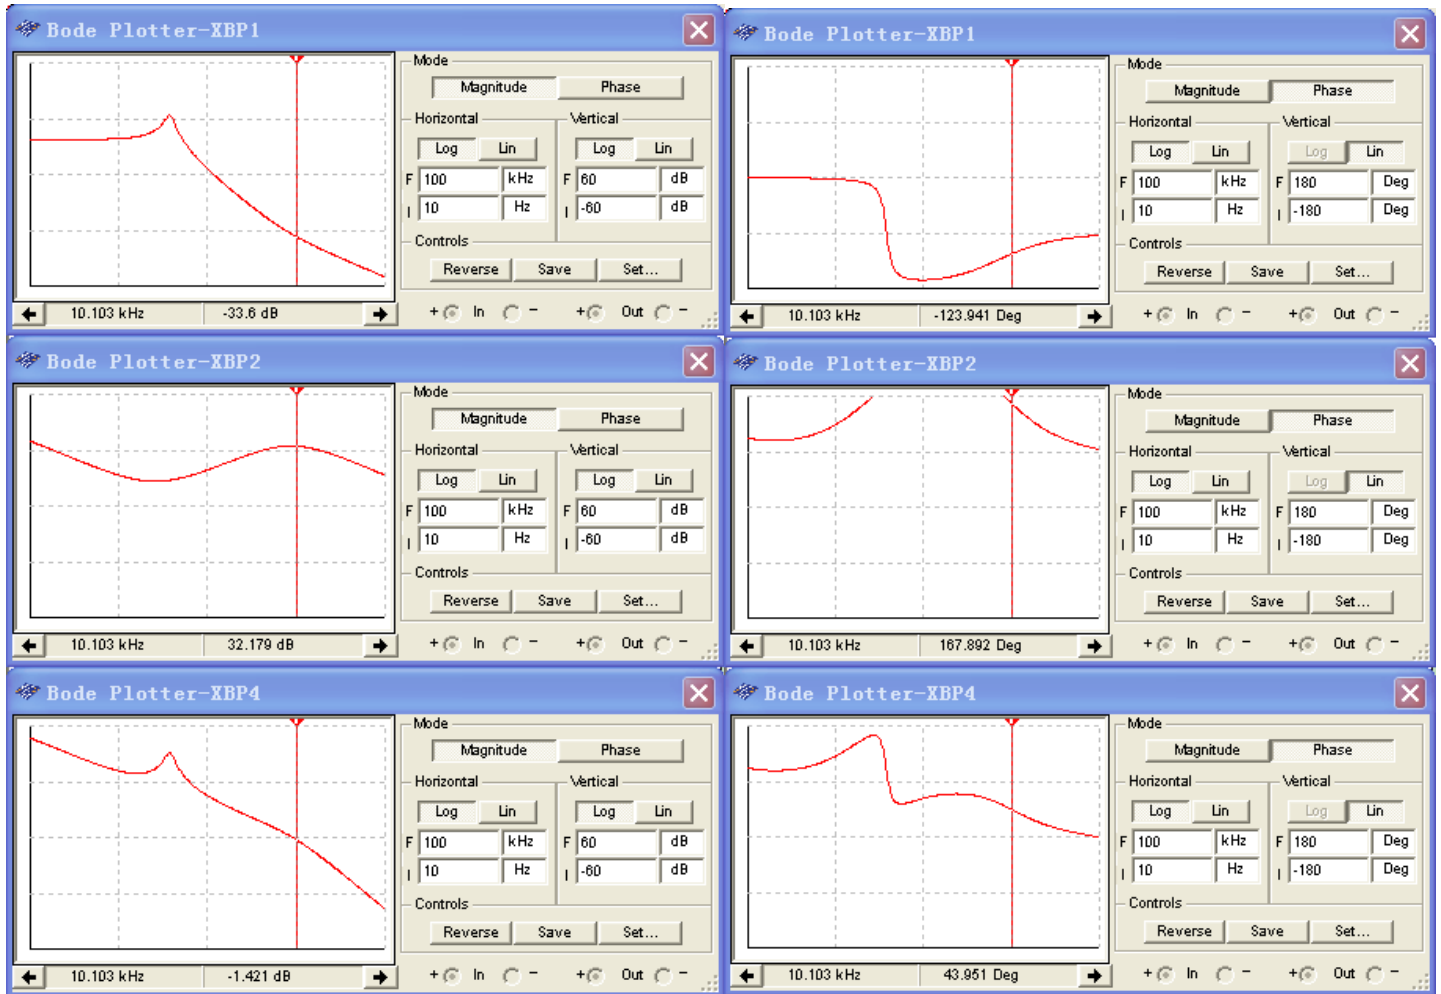 Bode Plotter-XBP1
Mode
Magnitude Phase
Horizontal Vertical
Log Lin Log Lin
F 100 kHz F 60 dB
I 10 Hz I -60 dB
Controls
Reverse Save Set...
10.103 kHz -33.6 dB + In - + Out -
Bode Plotter-XBP1
Mode
Magnitude Phase
Horizontal Vertical
Log Lin Log Lin
F 100 kHz F 180 Deg
I 10 Hz I -180 Deg
Controls
Reverse Save Set...
10.103 kHz -123.941 Deg + In - + Out -
Bode Plotter-XBP2
Mode
Magnitude Phase
Horizontal Vertical
Log Lin Log Lin
F 100 kHz F 60 dB
I 10 Hz I -60 dB
Controls
Reverse Save Set...
10.103 kHz 32.179 dB + In - + Out -
Bode Plotter-XBP2
Mode
Magnitude Phase
Horizontal Vertical
Log Lin Log Lin
F 100 kHz F 180 Deg
I 10 Hz I -180 Deg
Controls
Reverse Save Set...
10.103 kHz 167.892 Deg + In - + Out -
Bode Plotter-XBP4
Mode
Magnitude Phase
Horizontal Vertical
Log Lin Log Lin
F 100 kHz F 60 dB
I 10 Hz I -60 dB
Controls
Reverse Save Set...
10.103 kHz -1.421 dB + In - + Out -
Bode Plotter-XBP4
Mode
Magnitude Phase
Horizontal Vertical
Log Lin Log Lin
F 100 kHz F 180 Deg
I 10 Hz I -180 Deg
Controls
Reverse Save Set...
10.103 kHz 43.951 Deg + In - + Out -